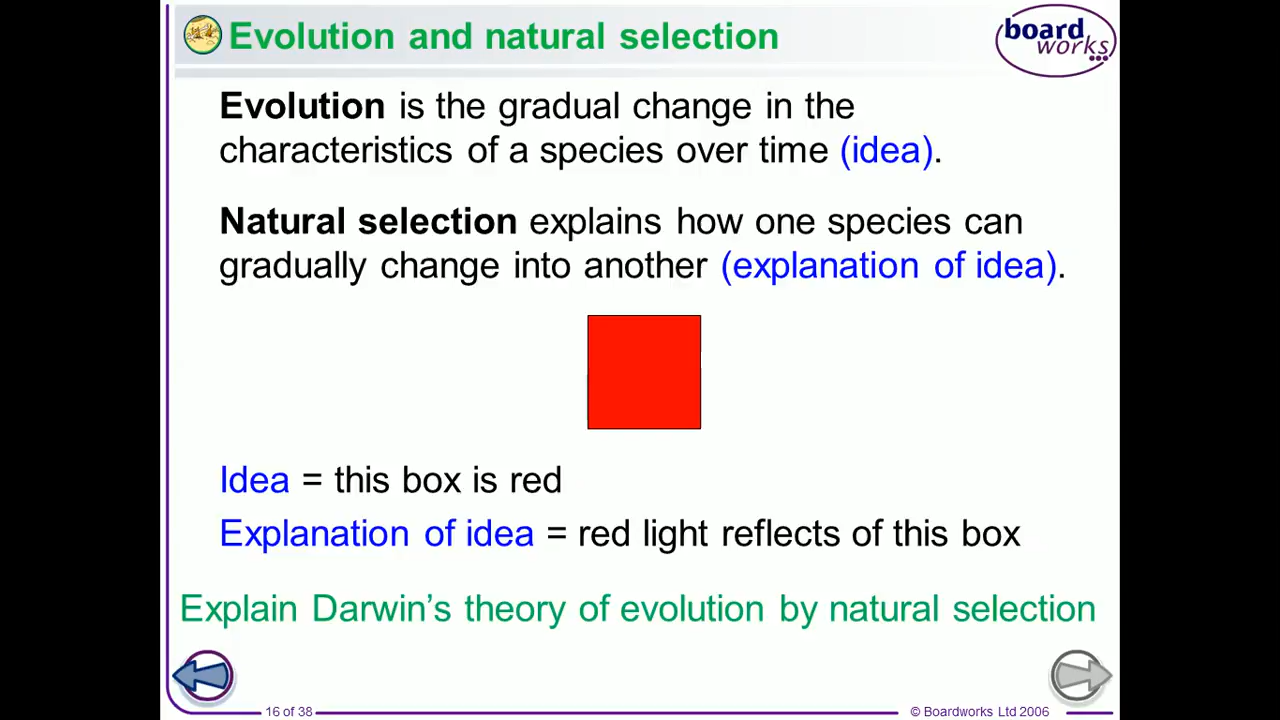 Evolution and natural selection
board
works
Evolution is the gradual change in the
characteristics of a species over time (idea).
Natural selection explains how one species can
gradually change into another (explanation of idea).
Idea = this box is red
Explanation of idea = red light reflects of this box
Explain Darwin’s theory of evolution by natural selection
16 of 38
© Boardworks Ltd 2006